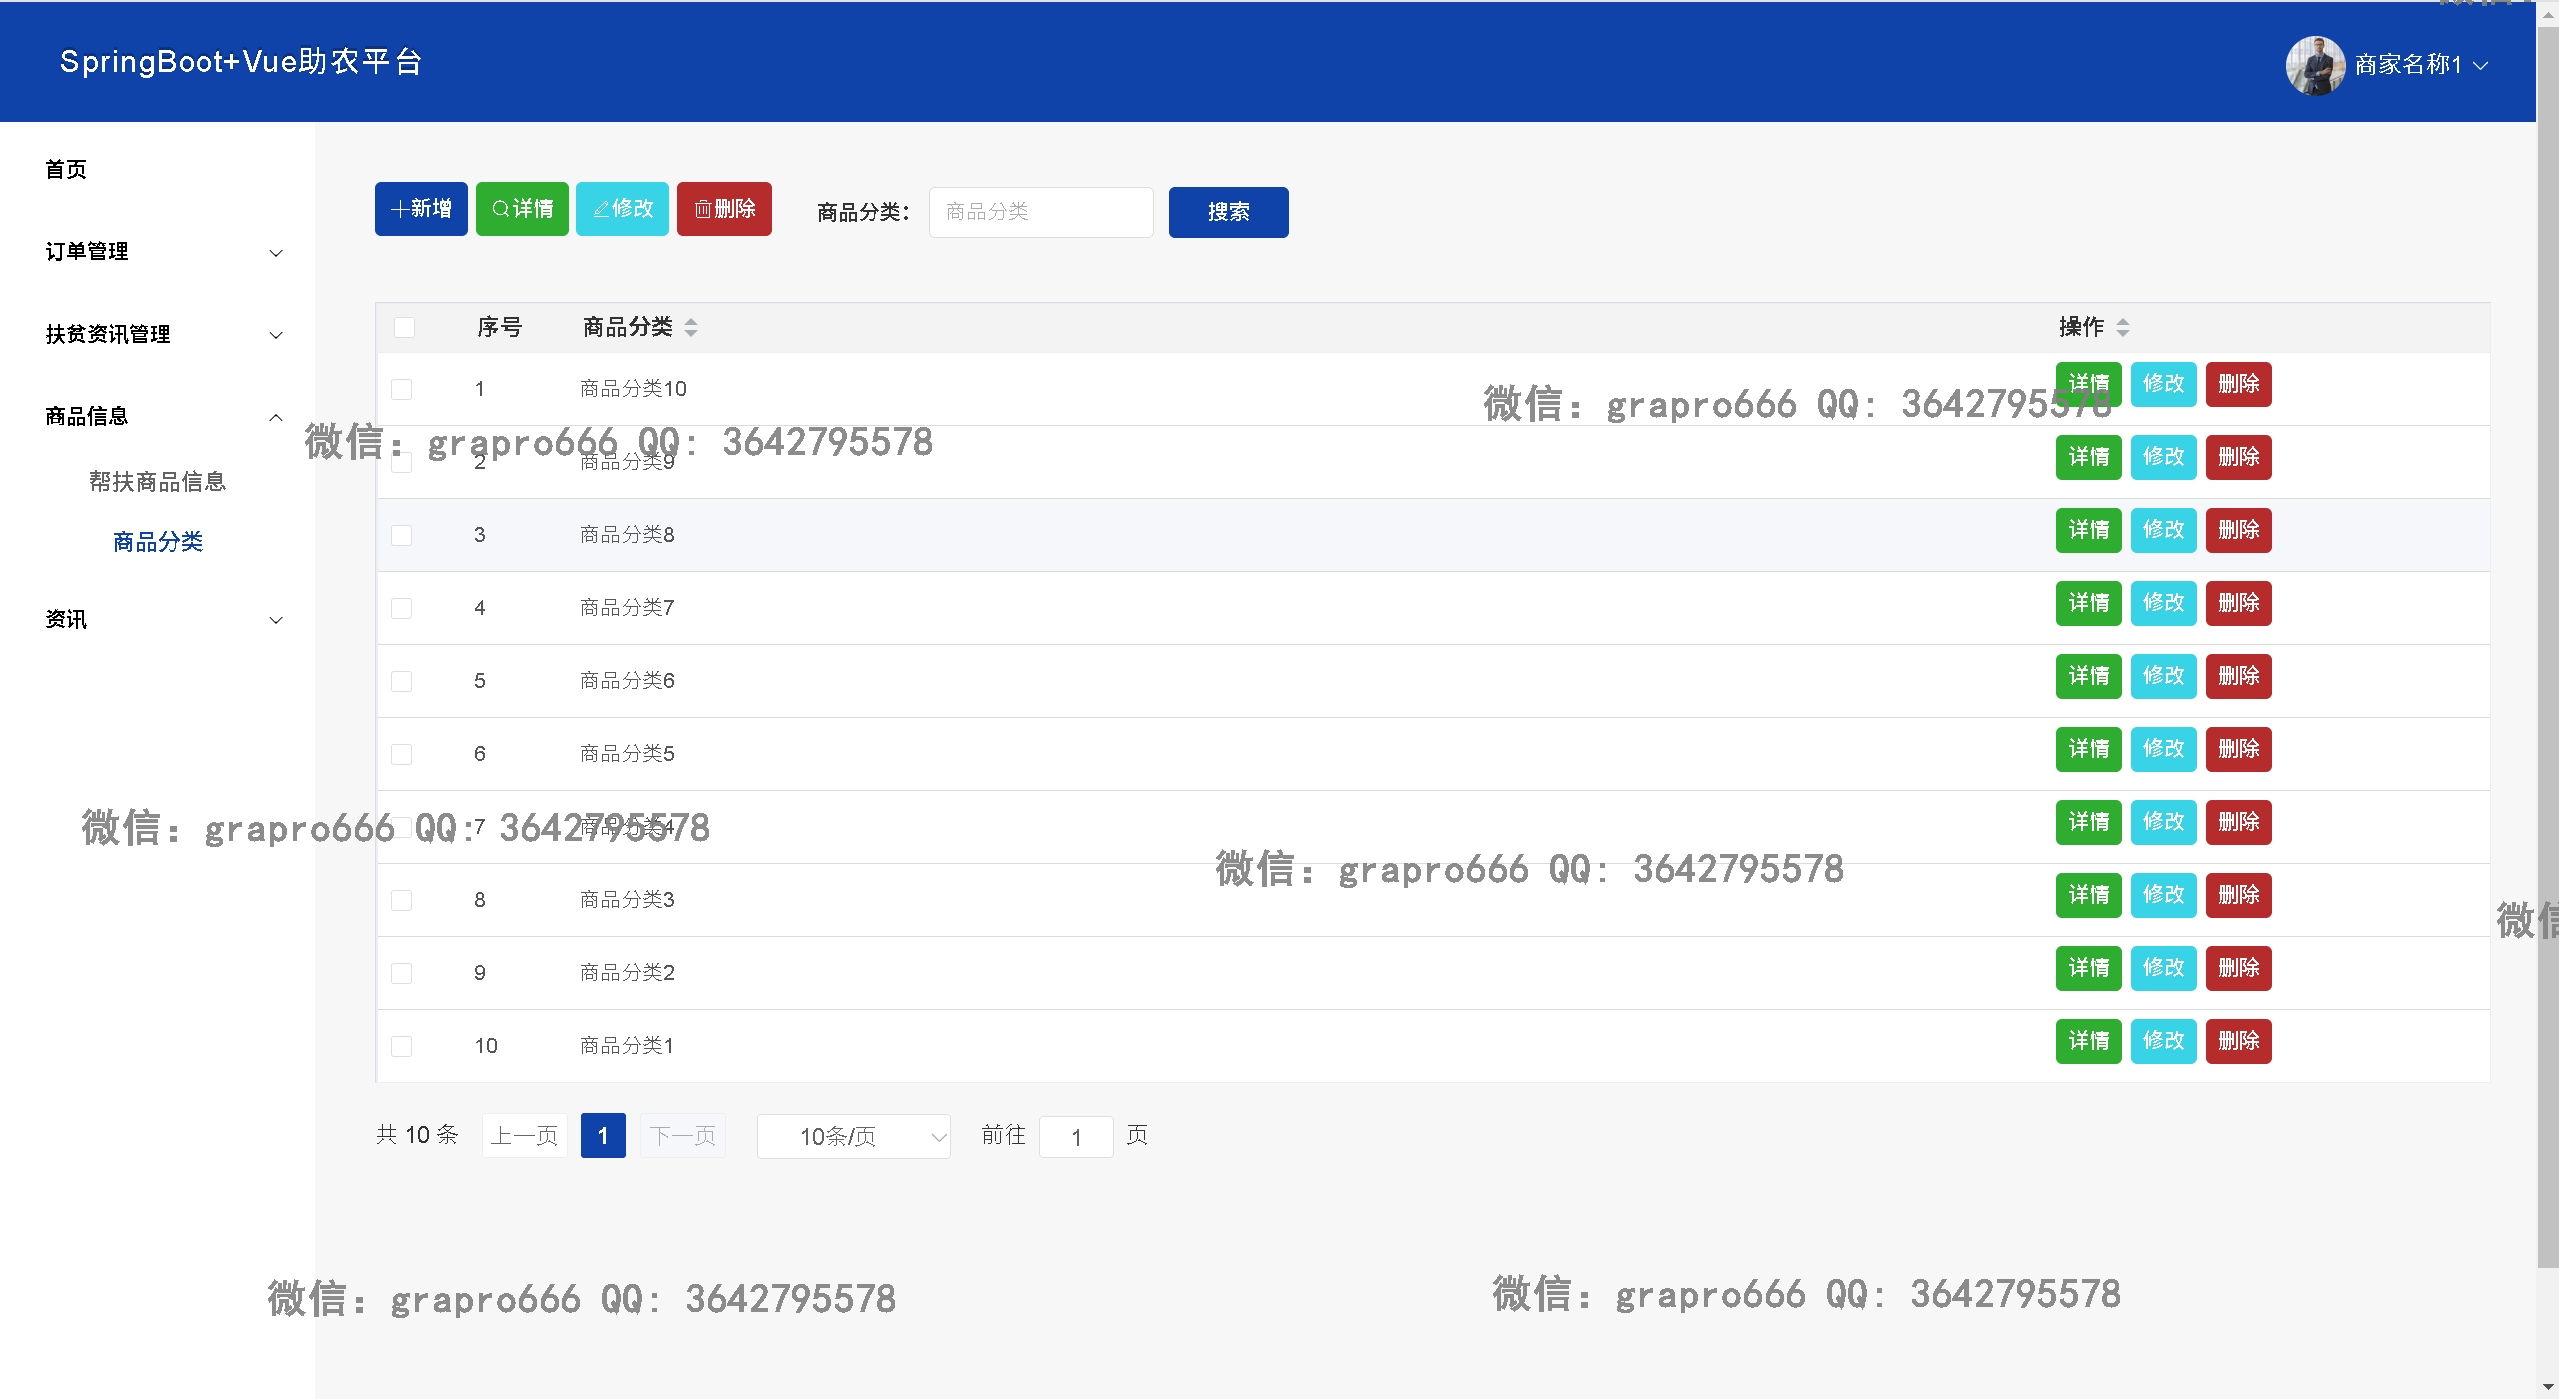 SpringBoot+Vue助农平台
商家名称1
首页
订单管理
扶贫资讯管理
商品信息
帮扶商品信息
商品分类
资讯
新增 详情 修改 删除 商品分类： 商品分类 搜索
序号 商品分类 操作
1 商品分类10 详情 修改 删除
2 商品分类9 详情 修改 删除
3 商品分类8 详情 修改 删除
4 商品分类7 详情 修改 删除
5 商品分类6 详情 修改 删除
6 商品分类5 详情 修改 删除
7 商品分类4 详情 修改 删除
8 商品分类3 详情 修改 删除
9 商品分类2 详情 修改 删除
10 商品分类1 详情 修改 删除
共 10 条 上一页 1 下一页 10条/页 前往 1 页
微信：grapro666 QQ：3642795578
微信：grapro666 QQ：3642795578
微信：grapro666 QQ：3642795578
微信：grapro666 QQ：3642795578
微信
微信：grapro666 QQ：3642795578
微信：grapro666 QQ：3642795578